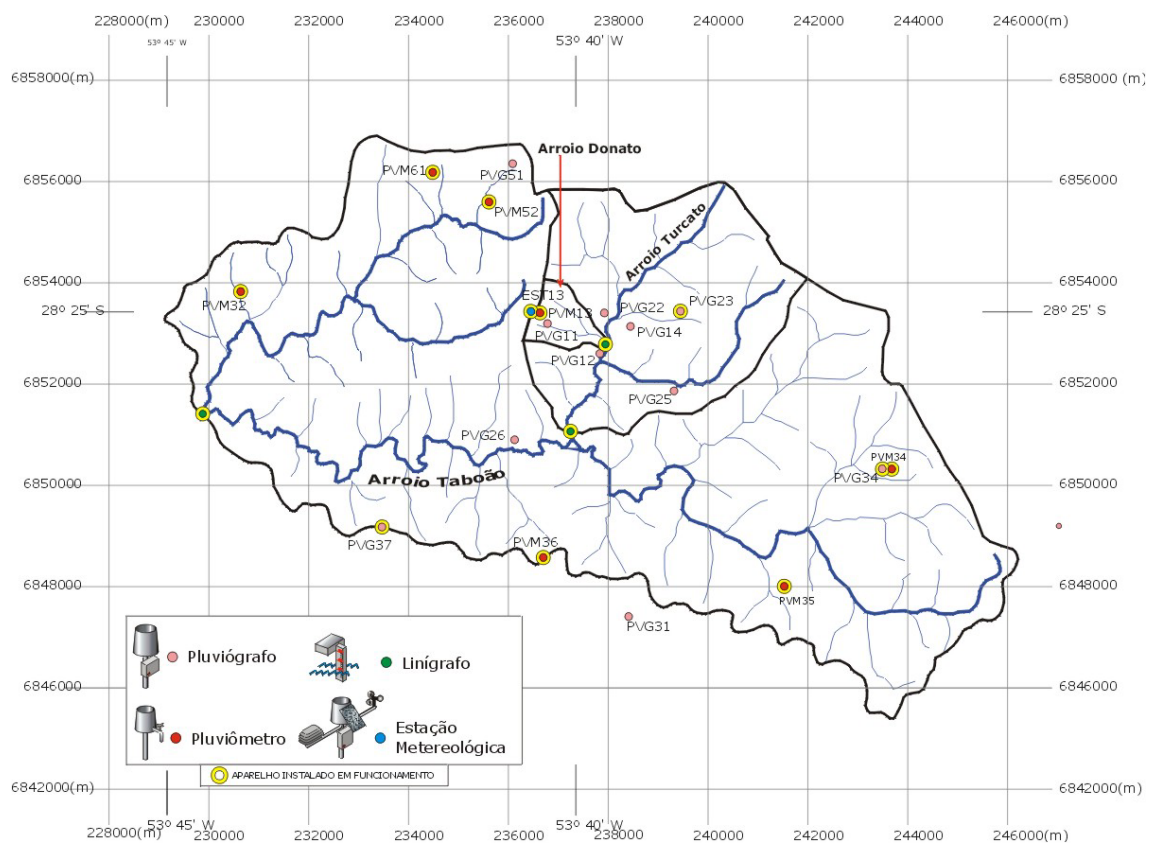 228000(m) 230000 232000 234000 236000 238000 240000 242000 244000 246000(m)
53º 45' W 53º 40' W
6858000(m) 6858000 (m)
Arroio Donato
PVM61 PVG51
6856000 6856000
PVM52
Arroio Turcato
6854000 6854000
PVM32 EST13 PVG22 PVG23
28º 25' S PVM13 28º 25' S
PVG11 PVG14
PVG12
6852000 6852000
PVG25
PVG26
PVM34
Arroio Taboão PVG34
6850000 6850000
PVG37 PVM36
6848000 6848000
PVM35
PVG31
Pluviógrafo Linígrafo
6846000 6846000
Pluviômetro Estação
Metereológica
APARELHO INSTALADO EM FUNCIONAMENTO
6842000(m) 6842000(m)
53º 45' W 53º 40' W
228000(m) 230000 232000 234000 236000 238000 240000 242000 244000 246000(m)